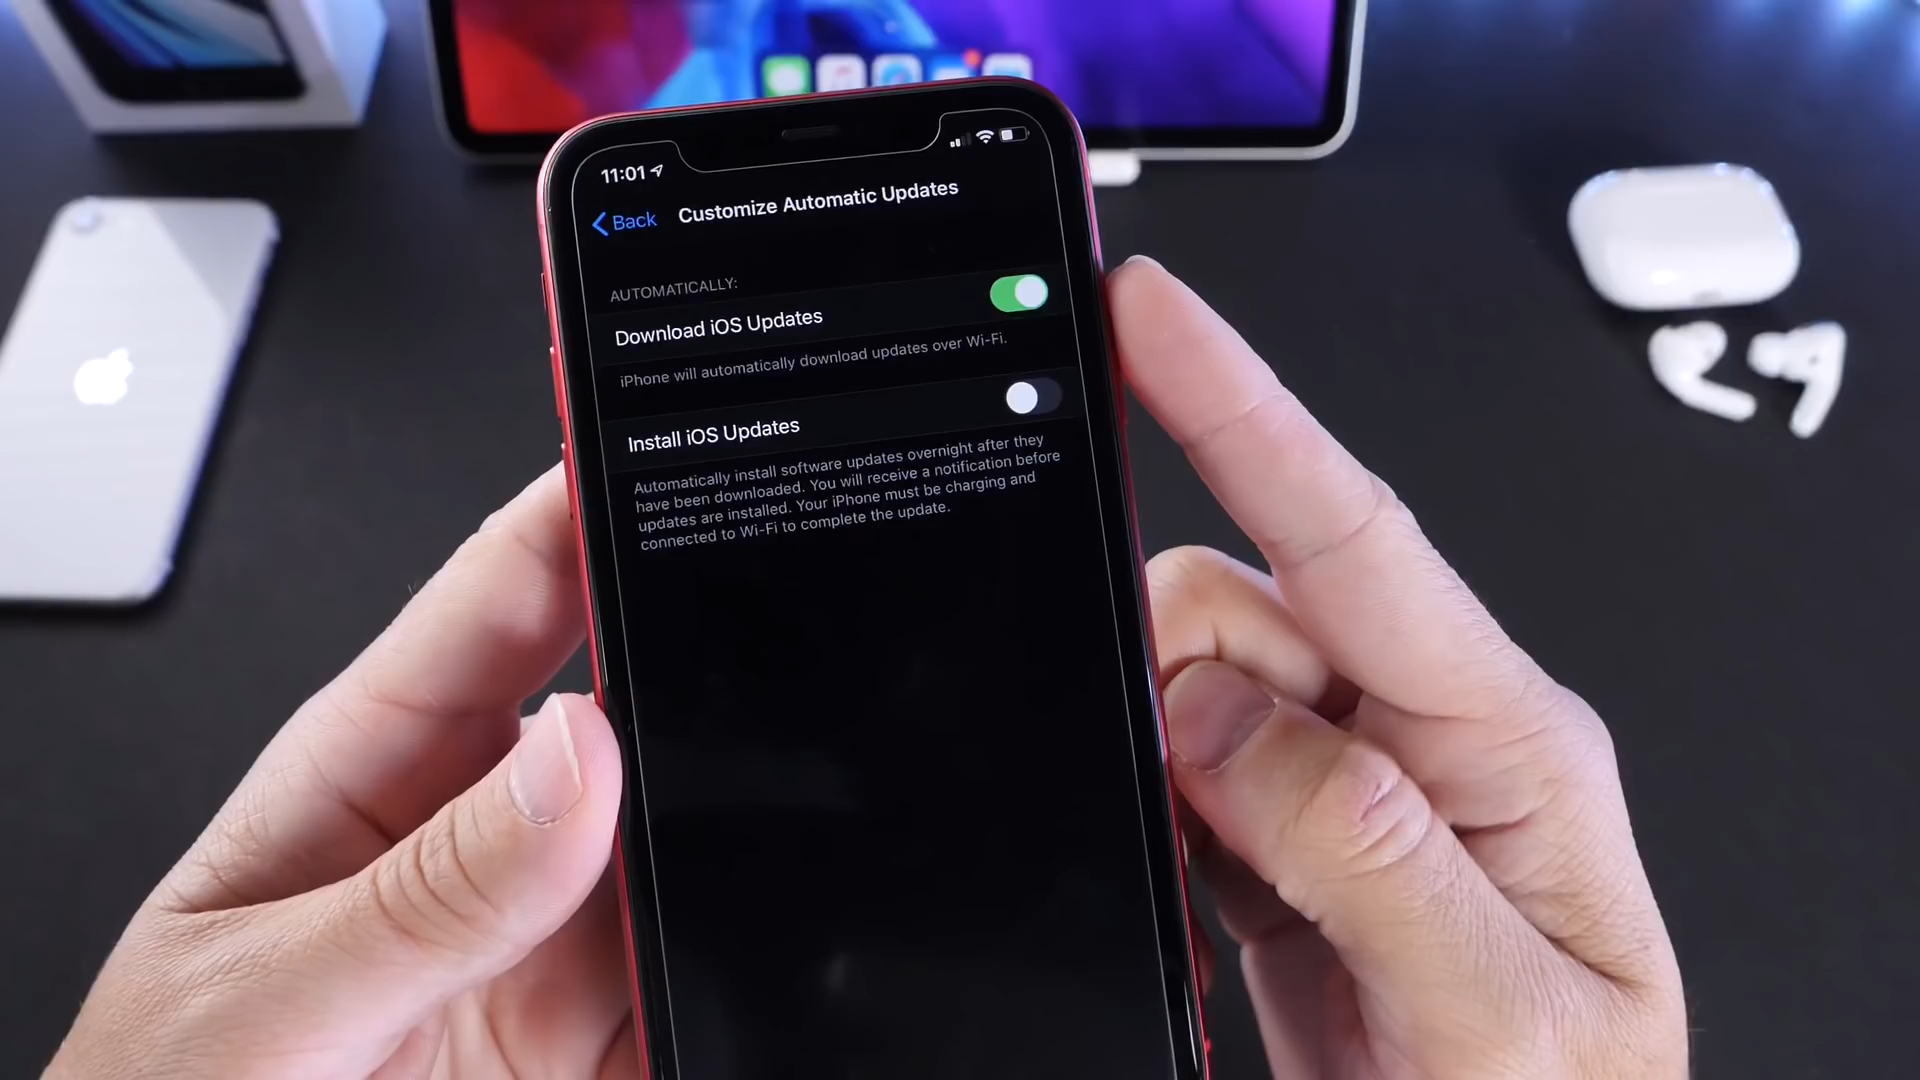 11:01
Back
Customize Automatic Updates
AUTOMATICALLY:
Download iOS Updates
iPhone will automatically download updates over Wi-Fi.
Install iOS Updates
Automatically install software updates overnight after they
have been downloaded. You will receive a notification before
updates are installed. Your iPhone must be charging and
connected to Wi-Fi to complete the update.